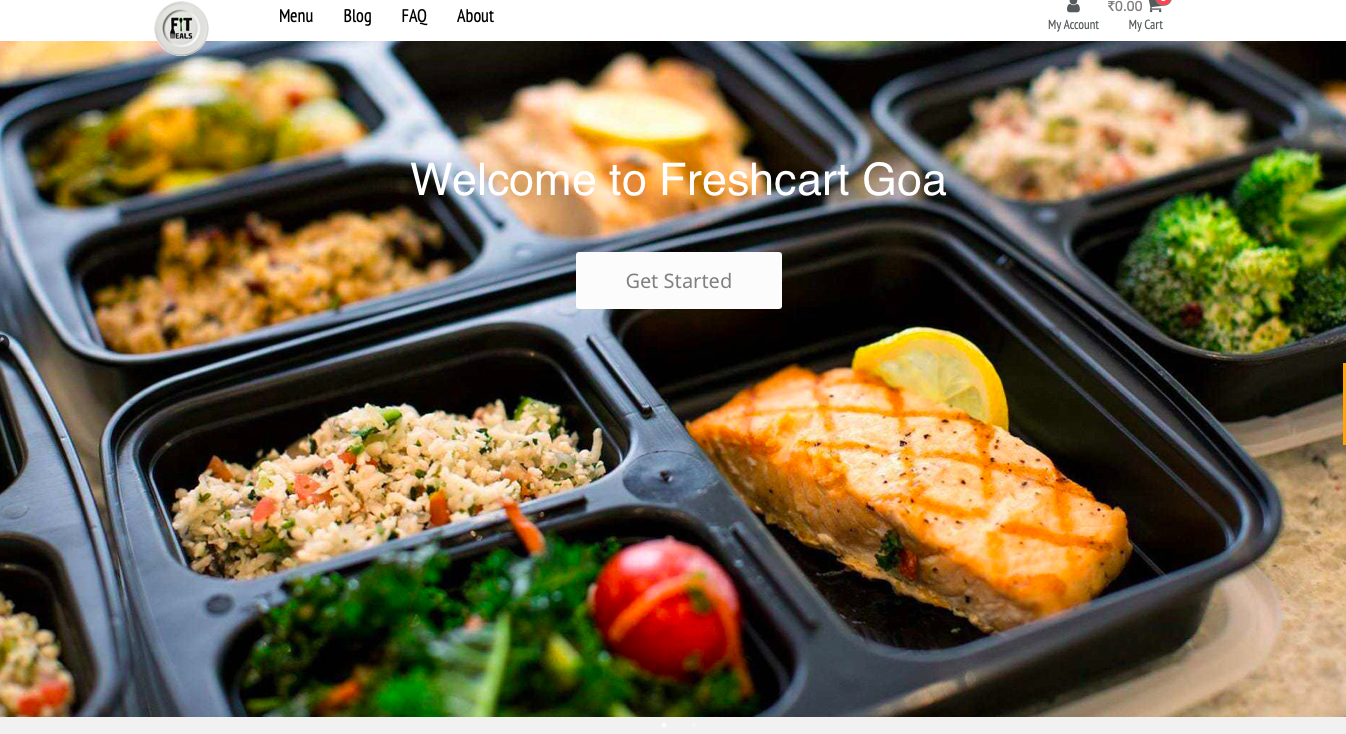 FiT
MEALS
Menu Blog FAQ About
₹0.00
My Account My Cart
Welcome to Freshcart Goa
Get Started